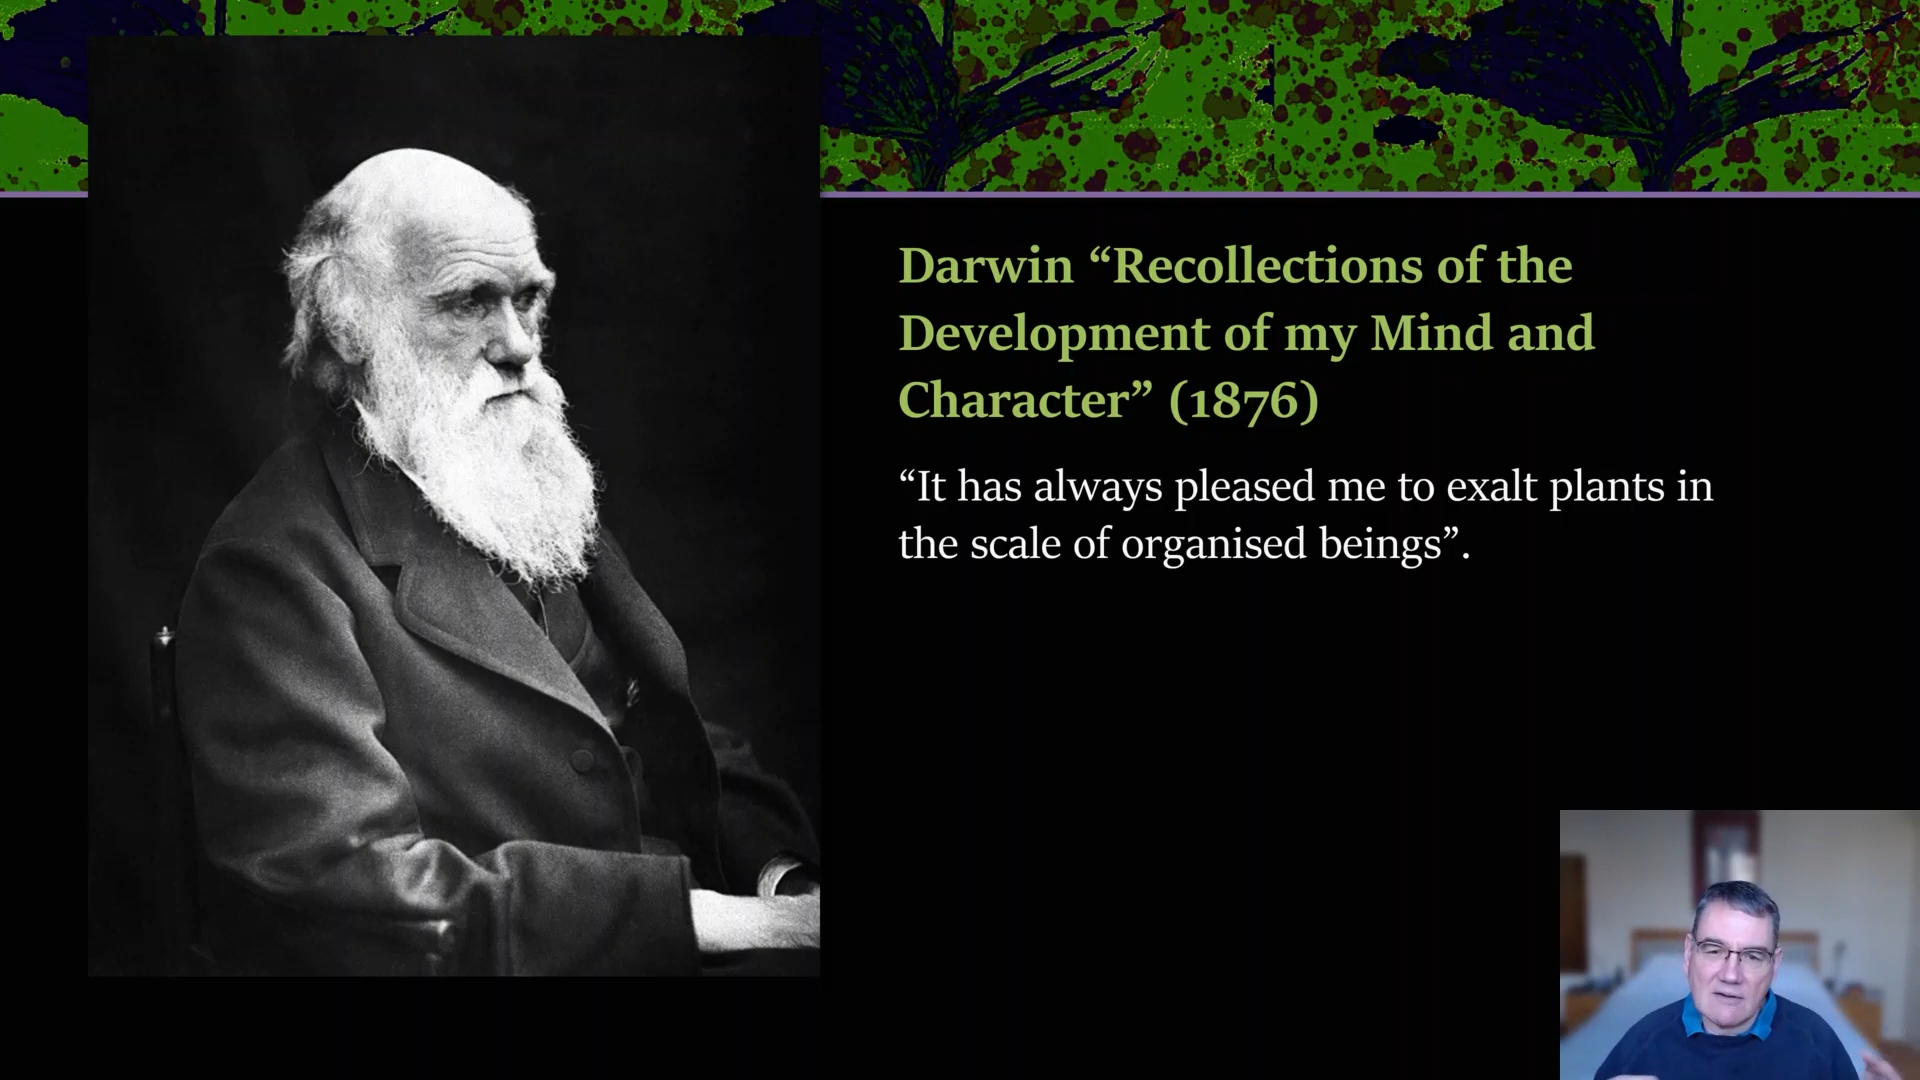 Darwin “Recollections of the
Development of my Mind and
Character” (1876)
“It has always pleased me to exalt plants in
the scale of organised beings”.